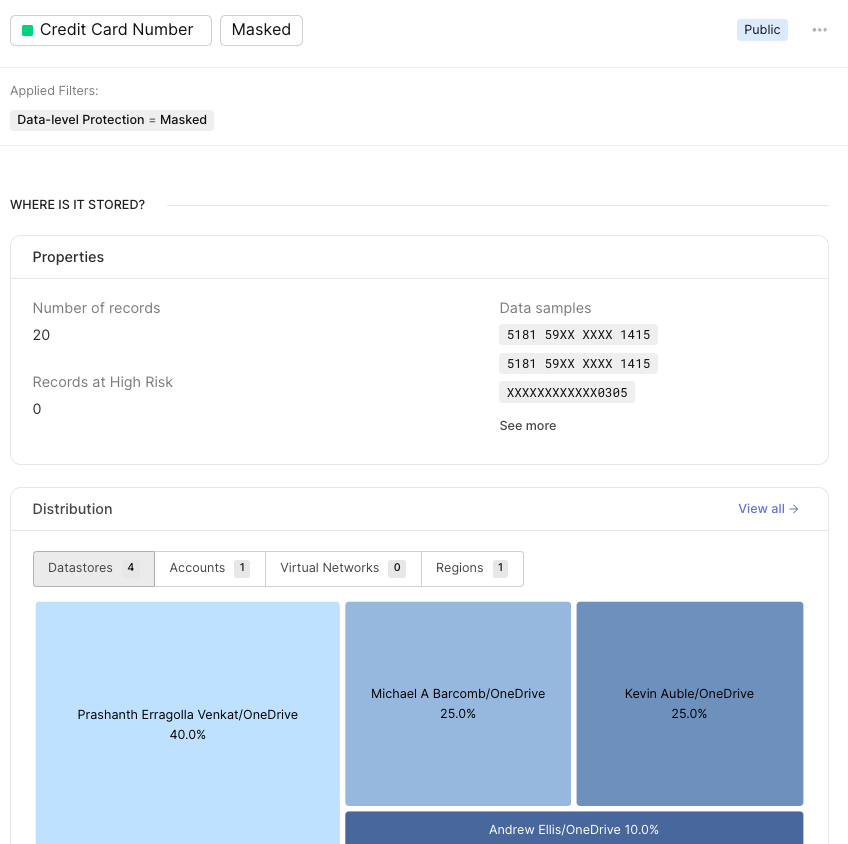 Credit Card Number Masked Public
Applied Filters:
Data-level Protection = Masked
WHERE IS IT STORED?
Properties
Number of records
20
Records at High Risk
0
Data samples
5181 59XX XXXX 1415
5181 59XX XXXX 1415
XXXXXXXXXXXX0305
See more
Distribution View all →
Datastores 4 Accounts 1 Virtual Networks 0 Regions 1
Prashanth Erragolla Venkat/OneDrive
40.0%
Michael A Barcomb/OneDrive
25.0%
Kevin Auble/OneDrive
25.0%
Andrew Ellis/OneDrive 10.0%